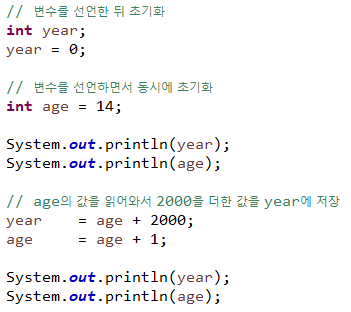 // 변수를 선언한 뒤 초기화
int year;
year = 0;
// 변수를 선언하면서 동시에 초기화
int age = 14;
System.out.println(year);
System.out.println(age);
// age의 값을 읽어와서 2000을 더한 값을 year에 저장
year    = age + 2000;
age     = age + 1;
System.out.println(year);
System.out.println(age);